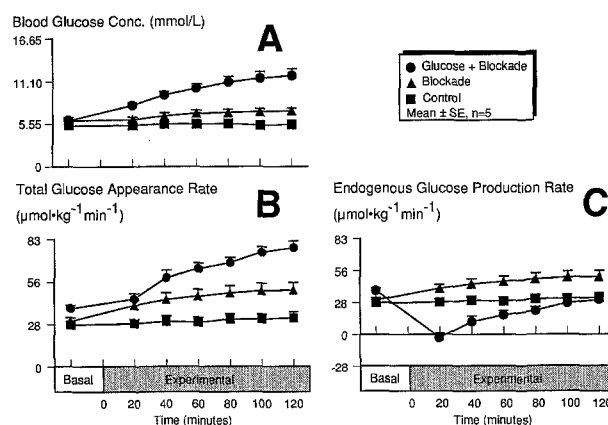 Blood Glucose Conc. (mmol/L)
A
16.65
11.10
5.55
0
Glucose + Blockade
Blockade
Control
Mean ± SE, n=5
Total Glucose Appearance Rate
(μmol•kg⁻¹min⁻¹)
B
83
56
28
0
Basal
Experimental
0 20 40 60 80 100 120
Time (minutes)
Endogenous Glucose Production Rate
(μmol•kg⁻¹min⁻¹)
C
83
56
28
0
-28
Basal
Experimental
0 20 40 60 80 100 120
Time (minutes)